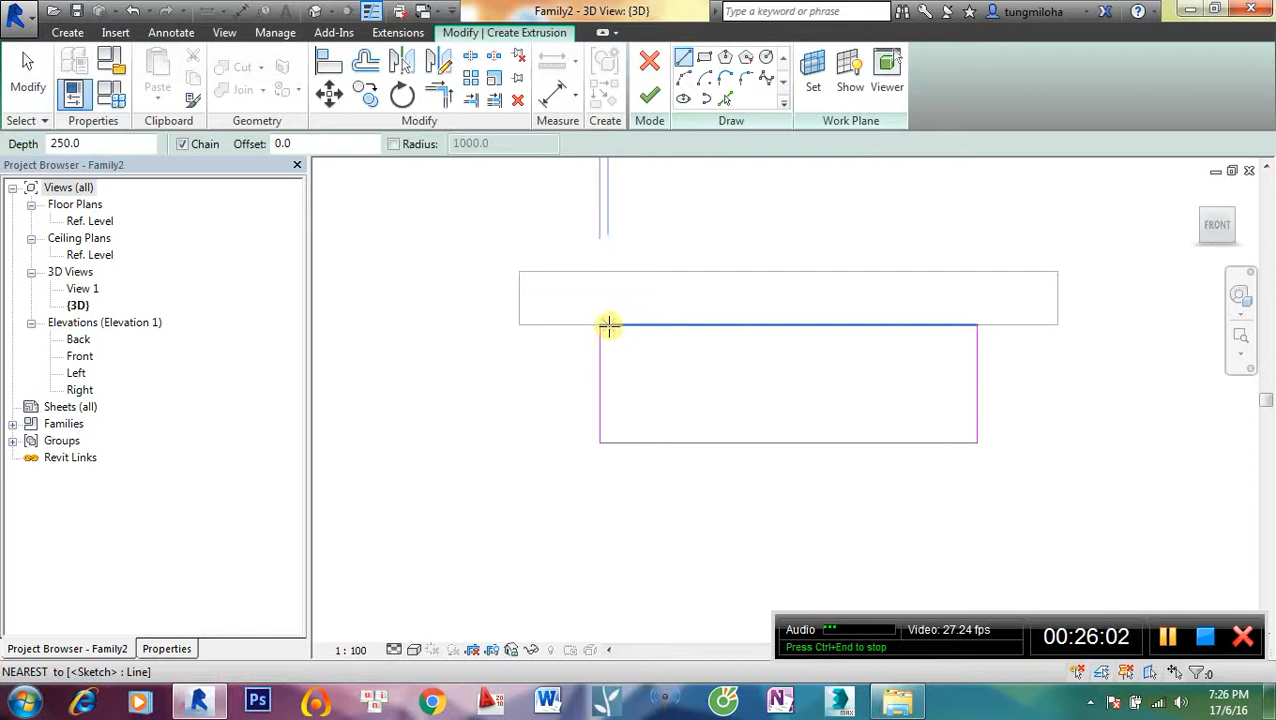 Family2 - 3D View: {3D}
Type a keyword or phrase
tungmiloha
Create
Insert
Annotate
View
Manage
Add-Ins
Extensions
Modify | Create Extrusion
Modify
Paste
Cut
Join
Set
Show
Viewer
Select
Properties
Clipboard
Geometry
Modify
Measure
Create
Mode
Draw
Work Plane
Depth
250.0
Chain
Offset:
0.0
Radius:
1000.0
Project Browser - Family2
Views (all)
Floor Plans
Ref. Level
Ceiling Plans
Ref. Level
3D Views
View 1
{3D}
Elevations (Elevation 1)
Back
Front
Left
Right
Sheets (all)
Families
Groups
Revit Links
FRONT
Audio
Video: 27.24 fps
Press Ctrl+End to stop
00:26:02
Project Browser - Family2
Properties
1 : 100
NEAREST to [<Sketch> : Line]
:0
7:26 PM
17/6/16